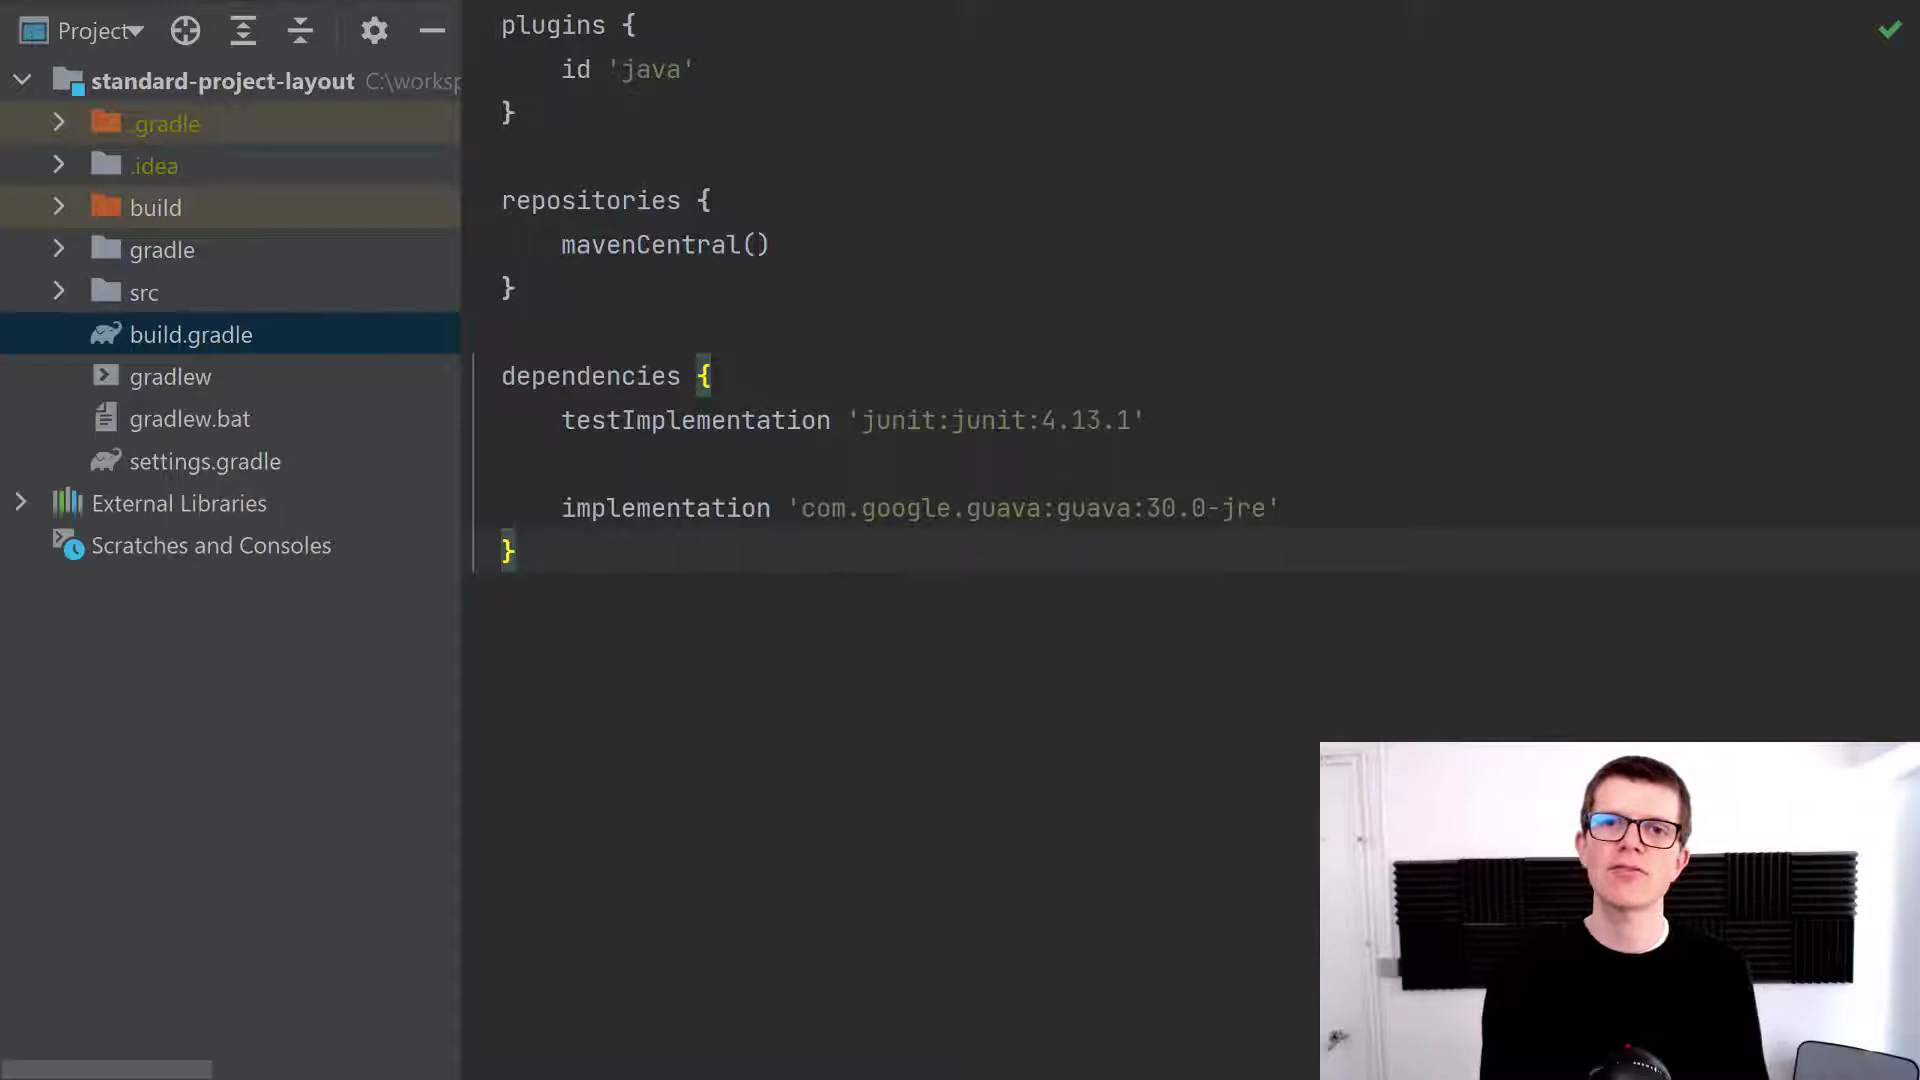 Project
standard-project-layout C:\worksp
.gradle
.idea
build
gradle
src
build.gradle
gradlew
gradlew.bat
settings.gradle
External Libraries
Scratches and Consoles
plugins {
    id 'java'
}
repositories {
    mavenCentral()
}
dependencies {
    testImplementation 'junit:junit:4.13.1'
    implementation 'com.google.guava:guava:30.0-jre'
}